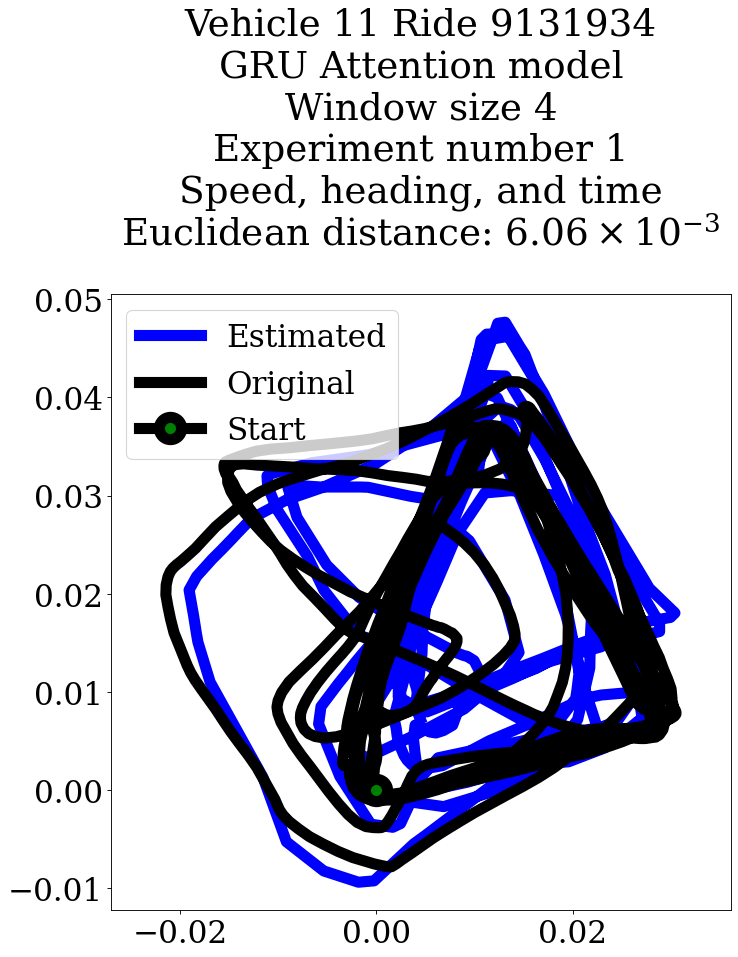 Vehicle 11 Ride 9131934
GRU Attention model
Window size 4
Experiment number 1
Speed, heading, and time
Euclidean distance: 6.06 × 10⁻³
0.05
0.04
0.03
0.02
0.01
0.00
−0.01
Estimated
Original
Start
−0.02
0.00
0.02